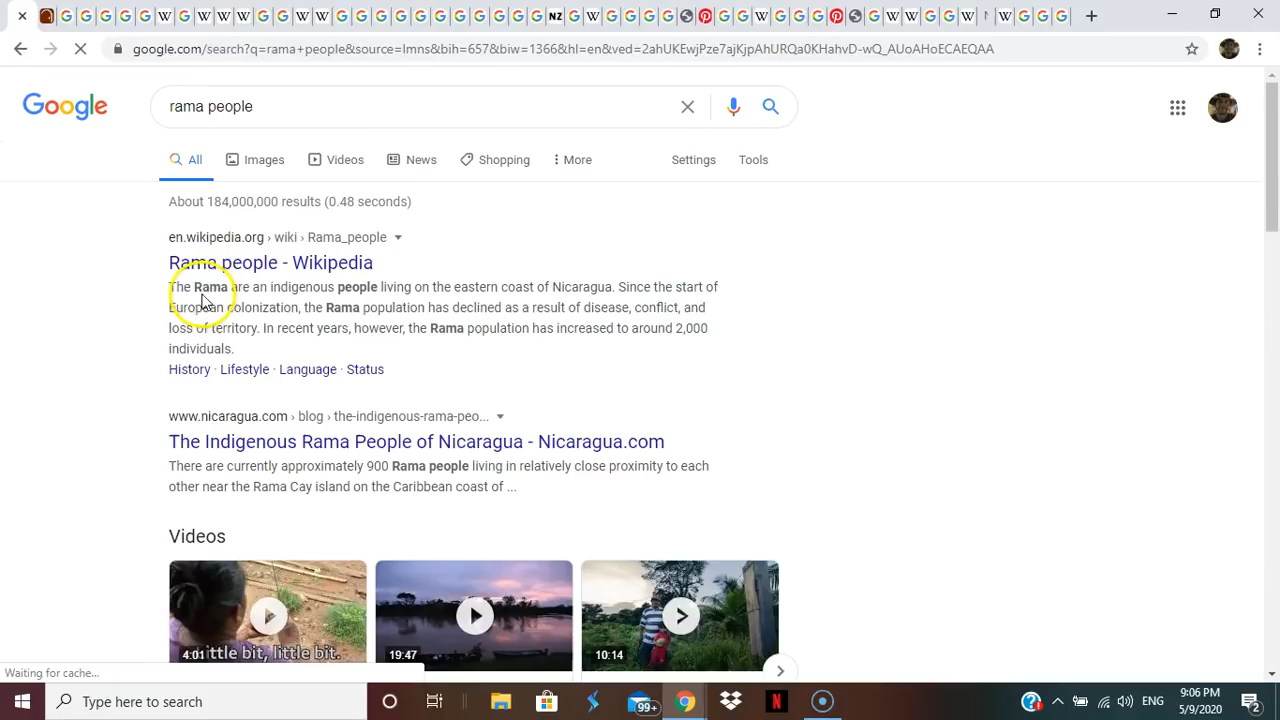 google.com/search?q=rama+people&source=lmns&bih=657&biw=1366&hl=en&ved=2ahUKEwjPze7ajKjpAhURQa0KHahvD-wQ_AUoAHoECAEQAA
Google
rama people
All Images Videos News Shopping More Settings Tools
About 184,000,000 results (0.48 seconds)
en.wikipedia.org › wiki › Rama_people
Rama people - Wikipedia
The Rama are an indigenous people living on the eastern coast of Nicaragua. Since the start of
European colonization, the Rama population has declined as a result of disease, conflict, and
loss of territory. In recent years, however, the Rama population has increased to around 2,000
individuals.
History · Lifestyle · Language · Status
www.nicaragua.com › blog › the-indigenous-rama-peo...
The Indigenous Rama People of Nicaragua - Nicaragua.com
There are currently approximately 900 Rama people living in relatively close proximity to each
other near the Rama Cay island on the Caribbean coast of ...
Videos
little bit, little bit.
4:01
19:47
10:14
Waiting for cache...
Type here to search
99+
ENG
9:06 PM
5/9/2020
2